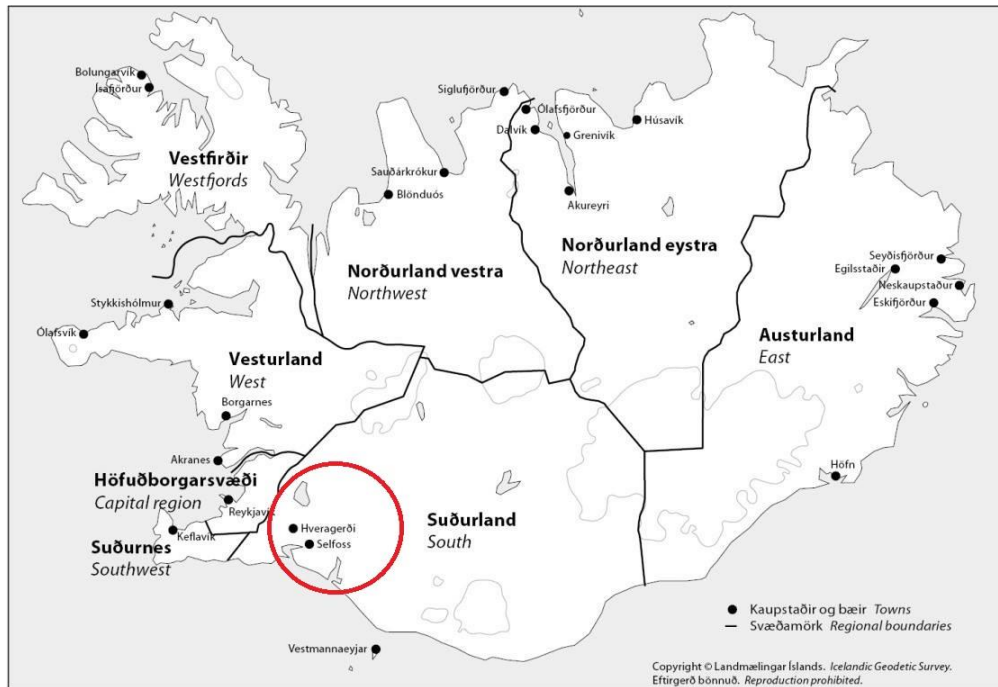 Bolungarvík
Ísafjörður
Vestfirðir
Westfjords
Siglufjörður
Ólafsfjörður
Dalvík
Grenivík
Húsavík
Sauðárkrókur
Blönduós
Akureyri
Norðurland vestra
Northwest
Norðurland eystra
Northeast
Seyðisfjörður
Egilsstaðir
Neskaupstaður
Eskifjörður
Austurland
East
Stykkishólmur
Ólafsvík
Vesturland
West
Borgarnes
Akranes
Höfuðborgarsvæði
Capital region
Reykjavík
Keflavík
Suðurnes
Southwest
Hveragerði
Selfoss
Suðurland
South
Höfn
Vestmannaeyjar
Kaupstaðir og bæir Towns
Svæðamörk Regional boundaries
Copyright © Landmælingar Íslands. Icelandic Geodetic Survey.
Eftirgerð bönnuð. Reproduction prohibited.